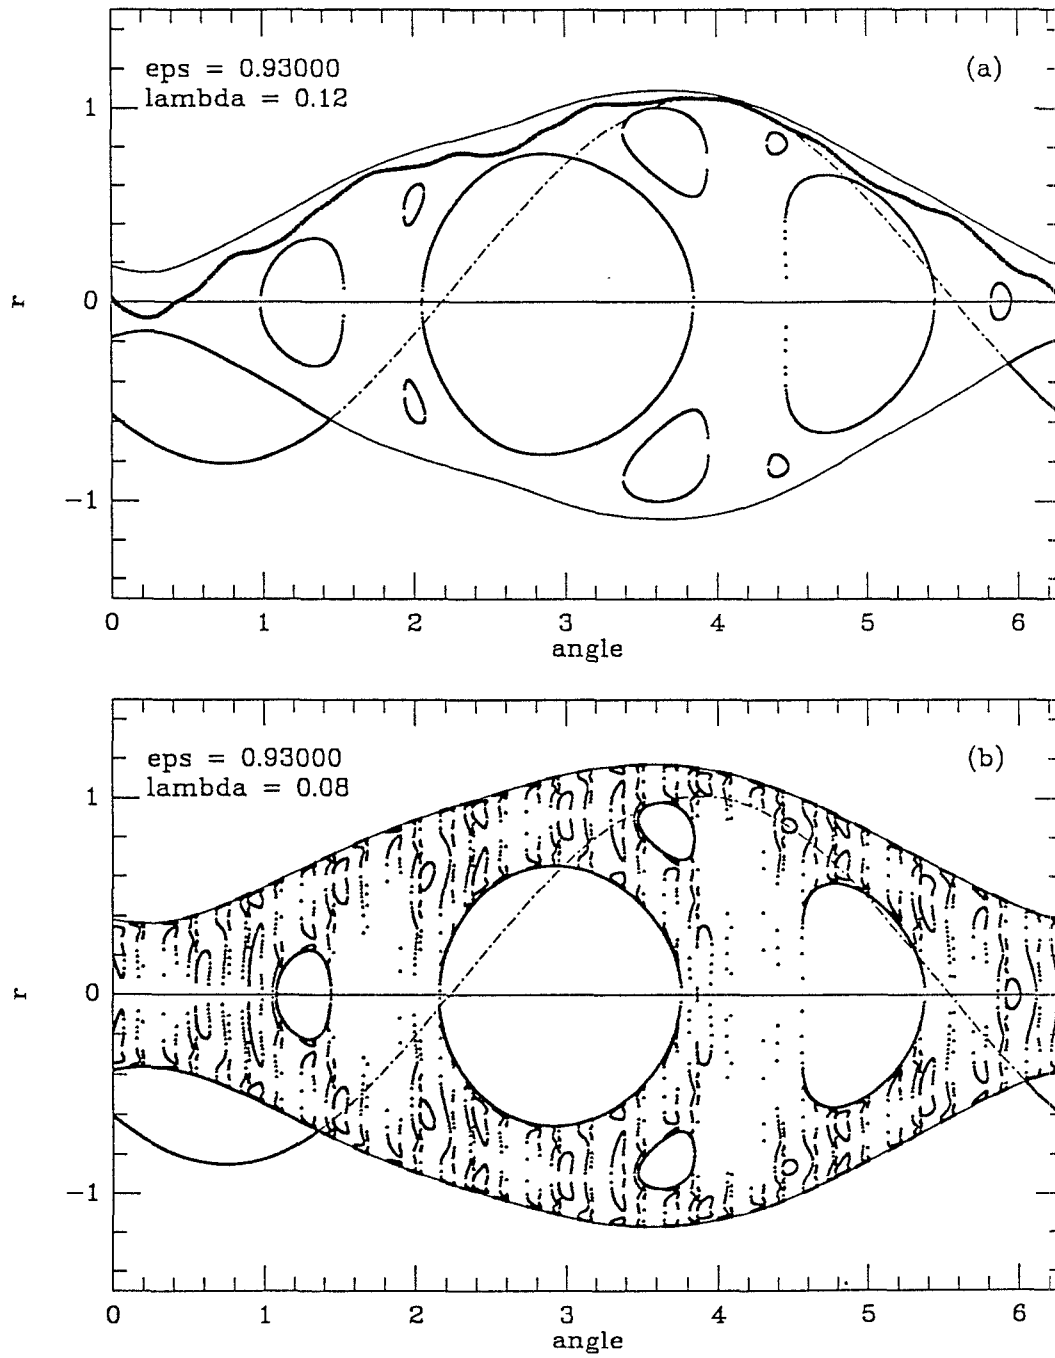 eps = 0.93000
lambda = 0.12
(a)
1
0
-1
r
0 1 2 3 4 5 6
angle
eps = 0.93000
lambda = 0.08
(b)
1
0
-1
r
0 1 2 3 4 5 6
angle